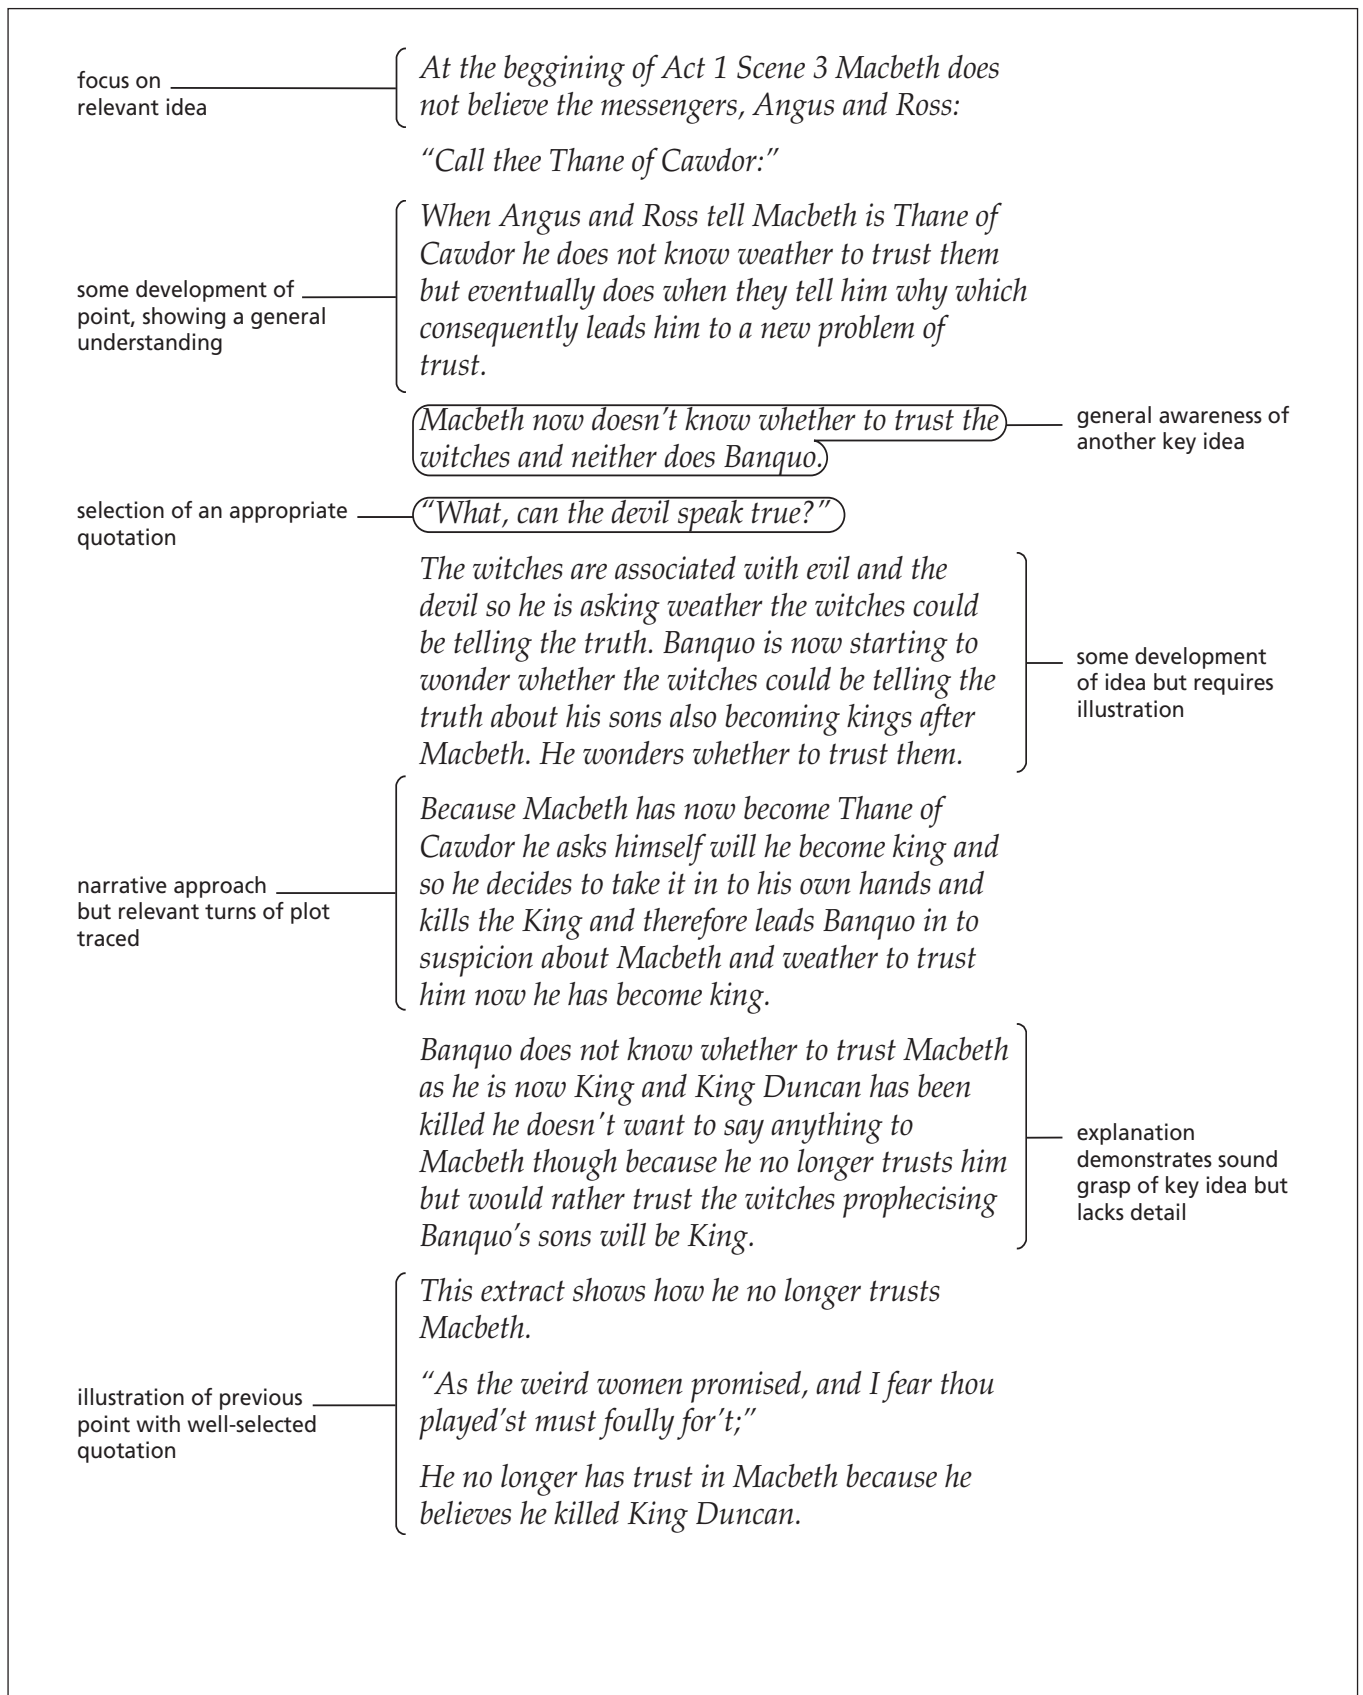 focus on
relevant idea
At the beggining of Act 1 Scene 3 Macbeth does
not believe the messengers, Angus and Ross:
“Call thee Thane of Cawdor:”
some development of
point, showing a general
understanding
When Angus and Ross tell Macbeth is Thane of
Cawdor he does not know weather to trust them
but eventually does when they tell him why which
consequently leads him to a new problem of
trust.
Macbeth now doesn’t know whether to trust the
witches and neither does Banquo.
general awareness of
another key idea
selection of an appropriate
quotation
“What, can the devil speak true?”
The witches are associated with evil and the
devil so he is asking weather the witches could
be telling the truth. Banquo is now starting to
wonder whether the witches could be telling the
truth about his sons also becoming kings after
Macbeth. He wonders whether to trust them.
some development
of idea but requires
illustration
narrative approach
but relevant turns of plot
traced
Because Macbeth has now become Thane of
Cawdor he asks himself will he become king and
so he decides to take it in to his own hands and
kills the King and therefore leads Banquo in to
suspicion about Macbeth and weather to trust
him now he has become king.
Banquo does not know whether to trust Macbeth
as he is now King and King Duncan has been
killed he doesn’t want to say anything to
Macbeth though because he no longer trusts him
but would rather trust the witches prophecising
Banquo’s sons will be King.
explanation
demonstrates sound
grasp of key idea but
lacks detail
illustration of previous
point with well-selected
quotation
This extract shows how he no longer trusts
Macbeth.
“As the weird women promised, and I fear thou
played’st must foully for’t;”
He no longer has trust in Macbeth because he
believes he killed King Duncan.